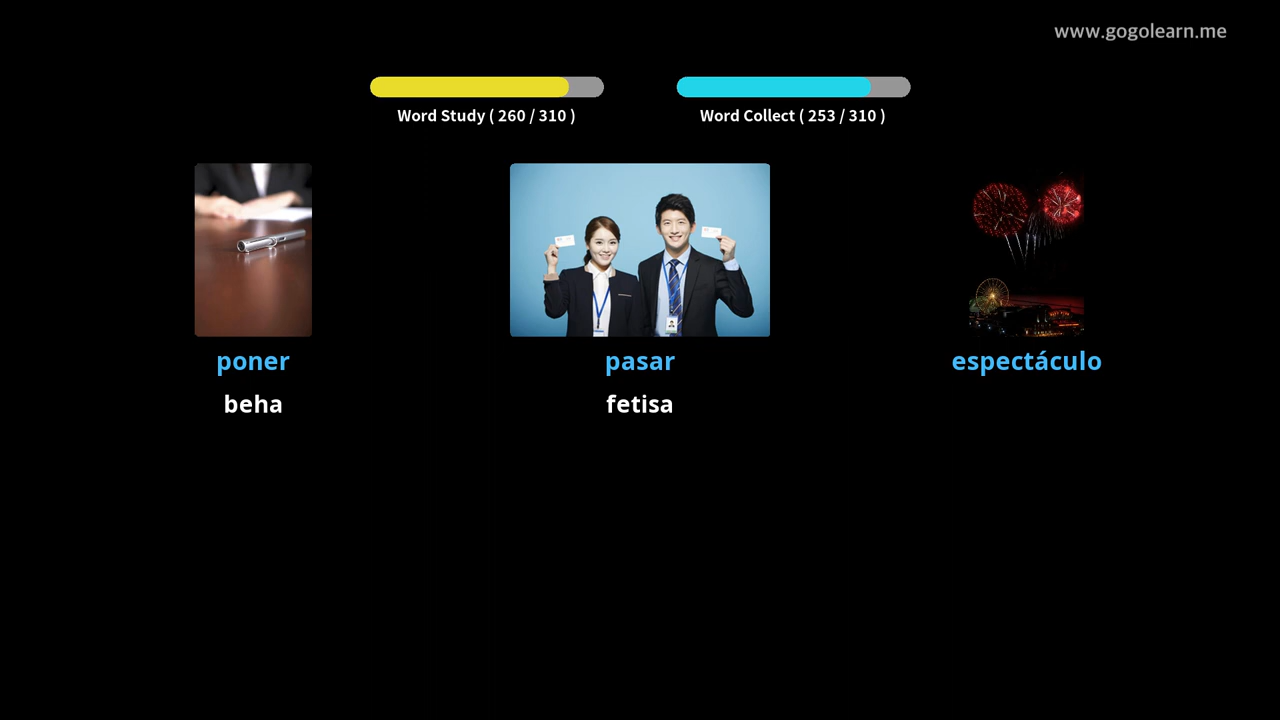 www.gogolearn.me
Word Study ( 260 / 310 )
Word Collect ( 253 / 310 )
poner
pasar
espectáculo
beha
fetisa